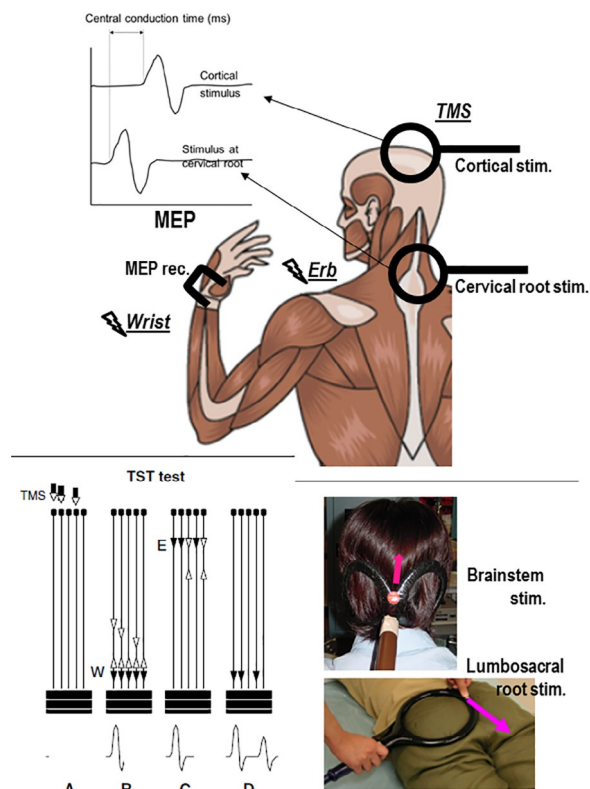 Central conduction time (ms)
Cortical
stimulus
TMS
Cortical stim.
Stimulus at
cervical root
MEP
MEP rec.
Erb
Cervical root stim.
Wrist
TST test
TMS
E
W
A B C D
Brainstem
stim.
Lumbosacral
root stim.